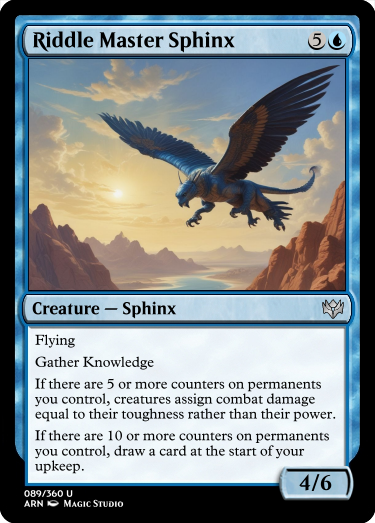 Riddle Master Sphinx 5
Creature — Sphinx
Flying
Gather Knowledge
If there are 5 or more counters on permanents
you control, creatures assign combat damage
equal to their toughness rather than their power.
If there are 10 or more counters on permanents
you control, draw a card at the start of your
upkeep.
4/6
089/360 U
ARN Magic Studio